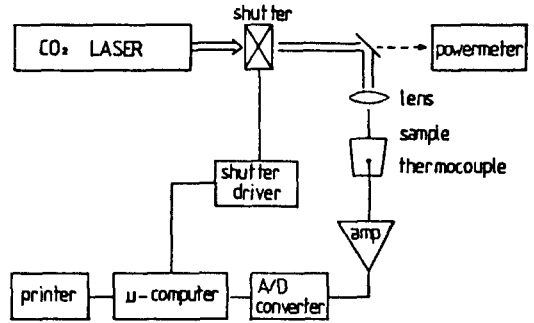 shutter
CO₂ LASER
powermeter
lens
sample
thermocouple
shutter
driver
amp
printer
μ-computer
A/D
converter